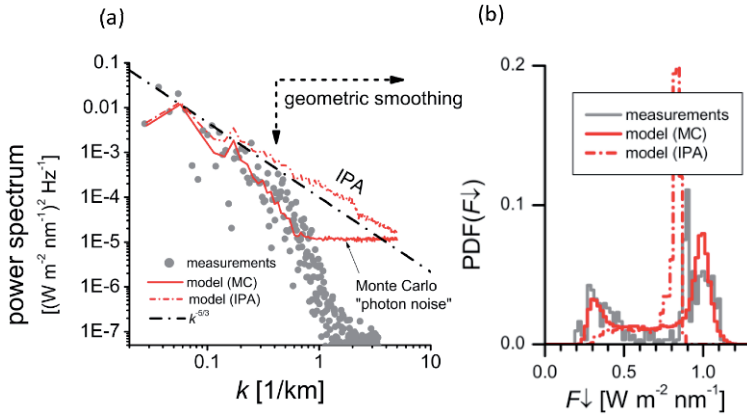 (a)
(b)
power spectrum
[(W m⁻² nm⁻¹)² Hz⁻¹]
0.1
0.01
1E-3
1E-4
1E-5
1E-6
1E-7
geometric smoothing
IPA
measurements
model (MC)
model (IPA)
k⁻⁵/³
Monte Carlo
"photon noise"
0.1
1
10
k [1/km]
PDF(F↓)
0.2
0.1
0.0
measurements
model (MC)
model (IPA)
0.0
0.5
1.0
F↓ [W m⁻² nm⁻¹]